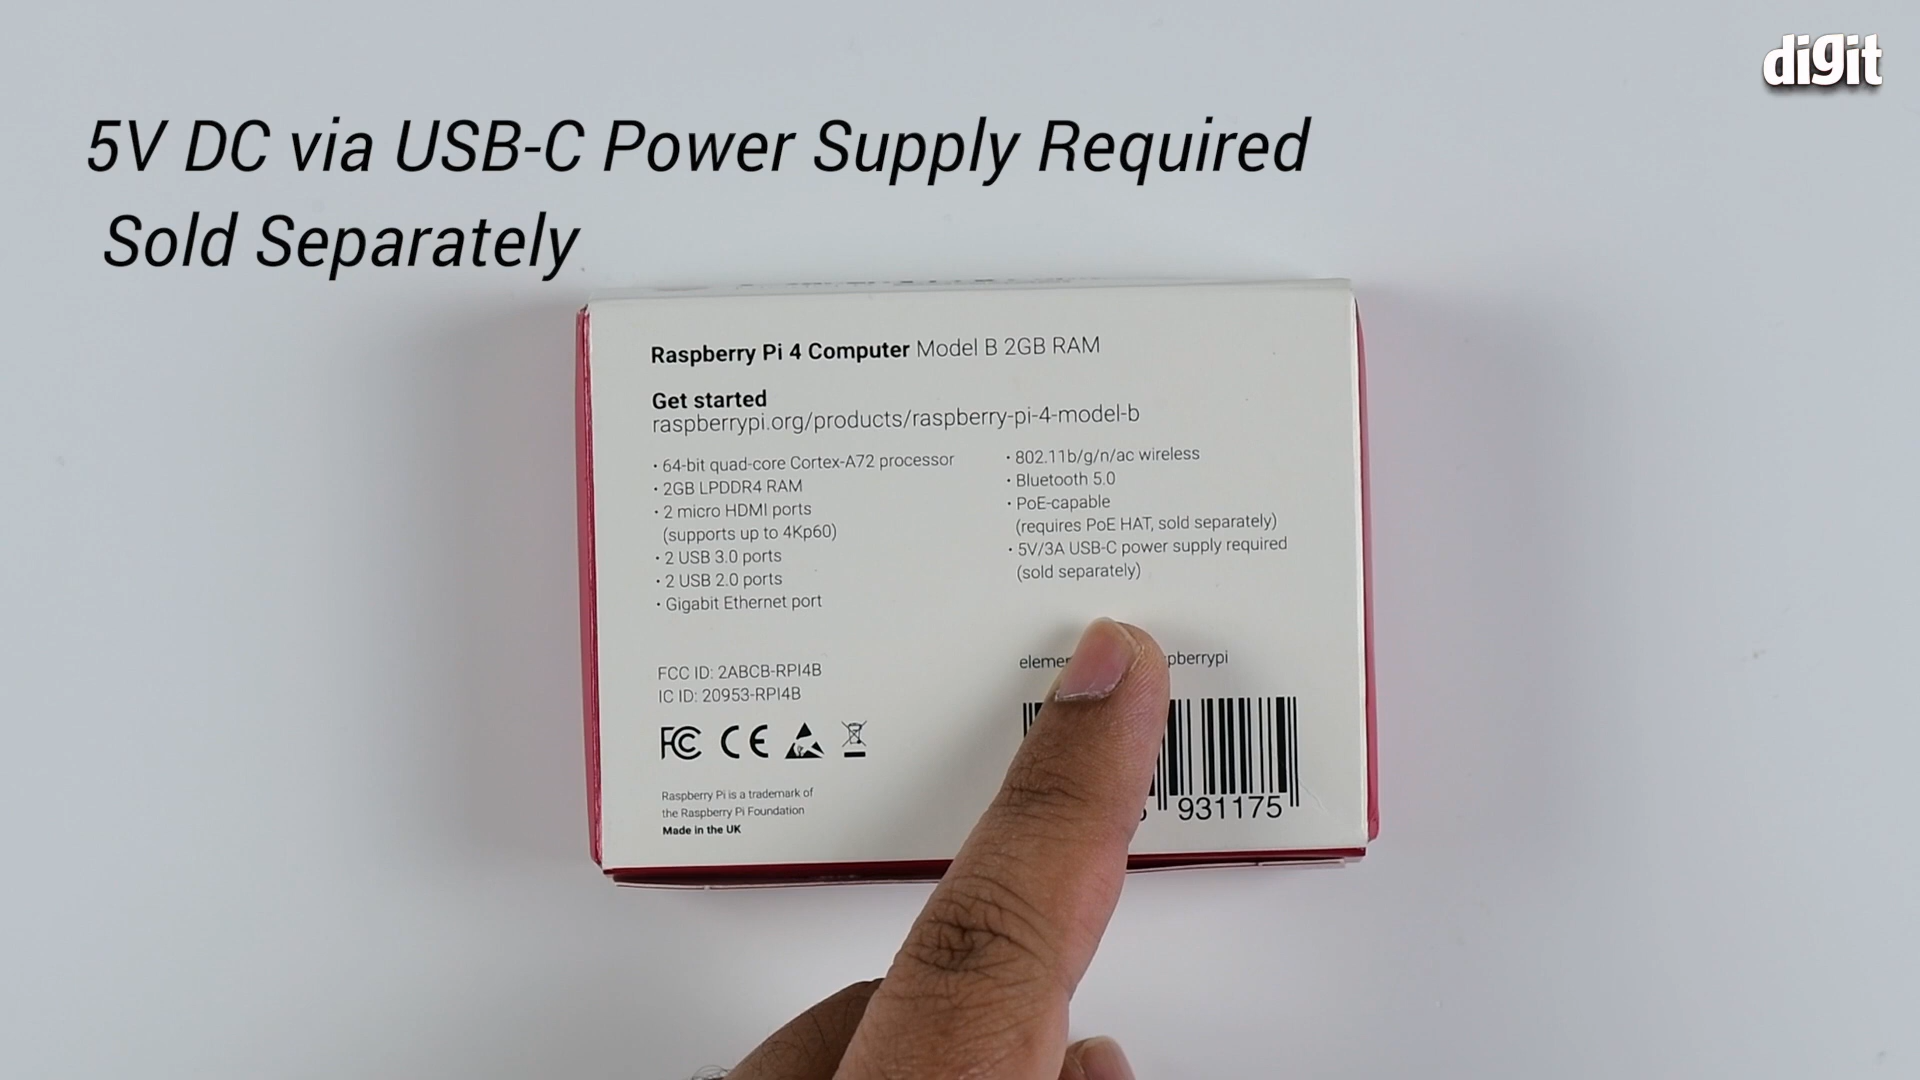 digit
5V DC via USB-C Power Supply Required
Sold Separately
Raspberry Pi 4 Computer Model B 2GB RAM
Get started
raspberrypi.org/products/raspberry-pi-4-model-b
· 64-bit quad-core Cortex-A72 processor
· 2GB LPDDR4 RAM
· 2 micro HDMI ports
(supports up to 4Kp60)
· 2 USB 3.0 ports
· 2 USB 2.0 ports
· Gigabit Ethernet port
· 802.11b/g/n/ac wireless
· Bluetooth 5.0
· PoE-capable
(requires PoE HAT, sold separately)
· 5V/3A USB-C power supply required
(sold separately)
FCC ID: 2ABCB-RPI4B
IC ID: 20953-RPI4B
FC CE
Raspberry Pi is a trademark of
the Raspberry Pi Foundation
Made in the UK
931175